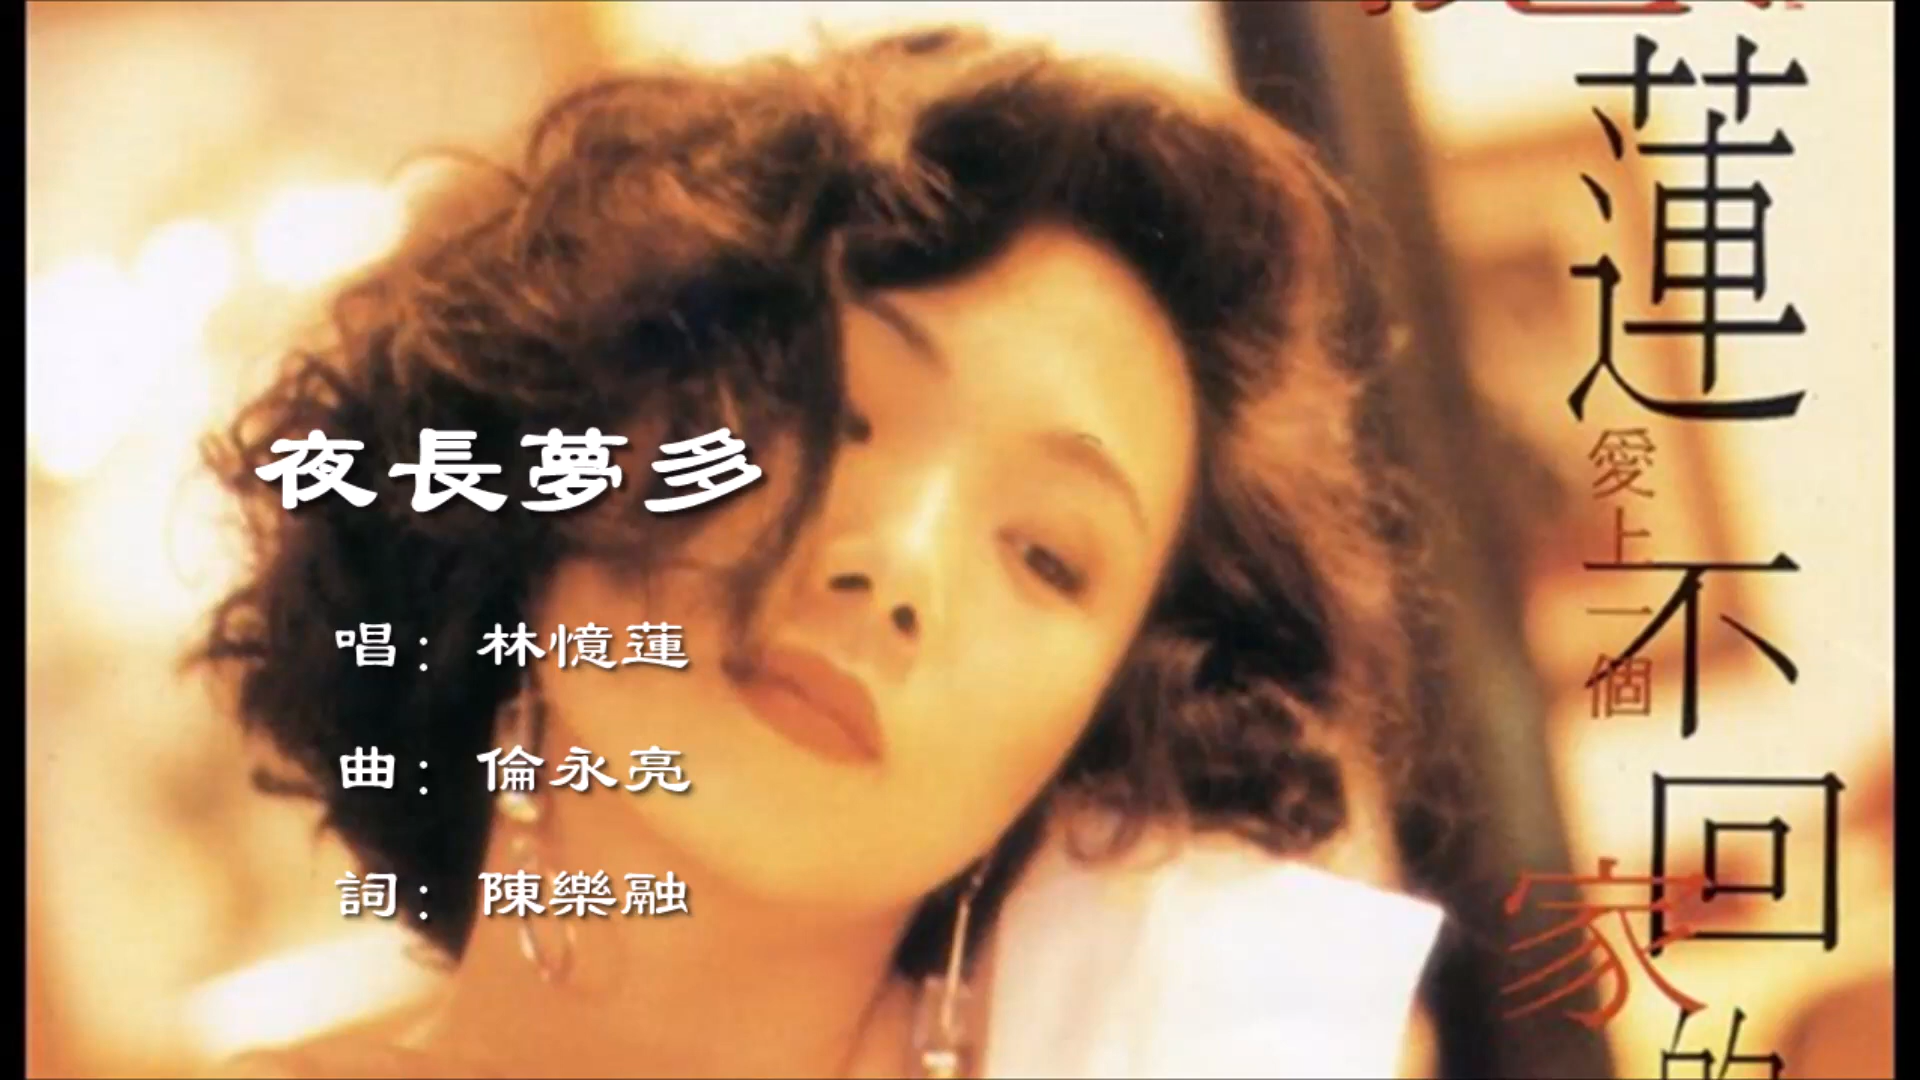 夜長夢多
唱： 林憶蓮
曲： 倫永亮
詞： 陳樂融
蓮
不
回
的
愛上一個
家